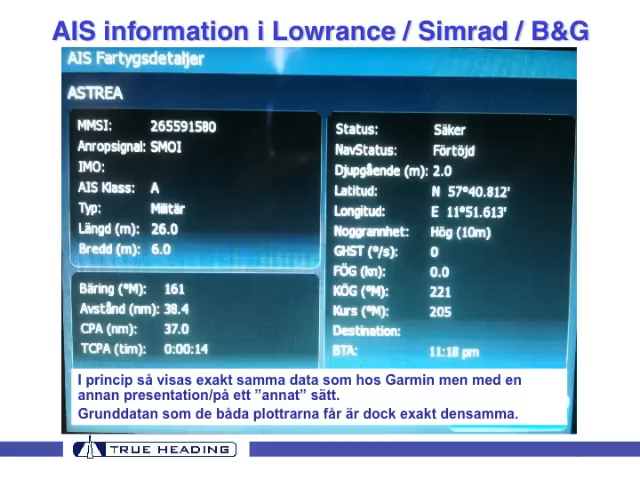 AIS information i Lowrance / Simrad / B&G
AIS Fartygsdetaljer
ASTREA
MMSI: 265591580
Anropsignal: SMOI
IMO:
AIS Klass: A
Typ: Militär
Längd (m): 26.0
Bredd (m): 6.0
Bäring (°M): 161
Avstånd (nm): 38.4
CPA (nm): 37.0
TCPA (tim): 0:00:14
Status: Säker
NavStatus: Förtöjd
Djupgående (m): 2.0
Latitud: N 57°40.812'
Longitud: E 11°51.613'
Noggrannhet: Hög (10m)
GHST (°/s): 0
FÖG (kn): 0.0
KÖG (°M): 221
Kurs (°M): 205
Destination:
BTA: 11:18 pm
I princip så visas exakt samma data som hos Garmin men med en
annan presentation/på ett ”annat” sätt.
Grunddatan som de båda plottrarna får är dock exakt densamma.
TRUE HEADING